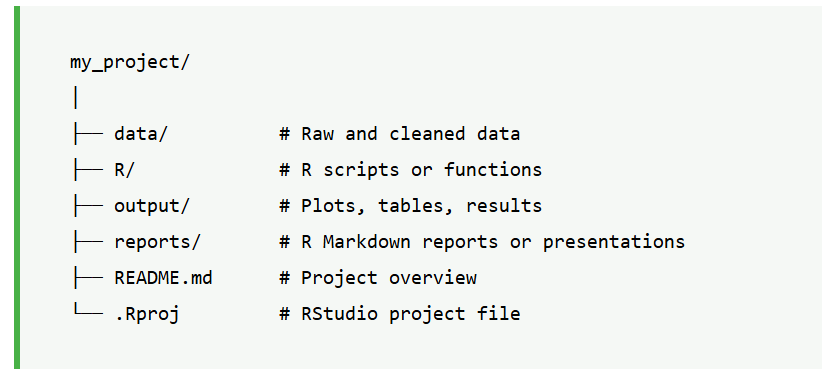 my_project/
│
├── data/          # Raw and cleaned data
├── R/             # R scripts or functions
├── output/        # Plots, tables, results
├── reports/       # R Markdown reports or presentations
├── README.md      # Project overview
└── .Rproj         # RStudio project file